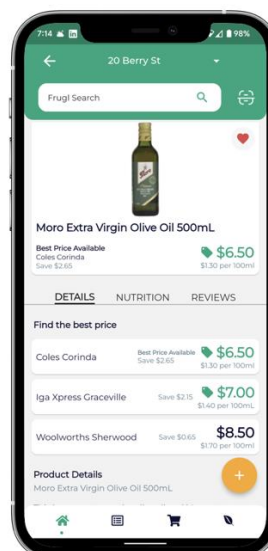 7:14
98%
20 Berry St
Frugl Search
Moro Extra Virgin Olive Oil 500mL
Best Price Available
Coles Corinda
Save $2.65
$6.50
$1.30 per 100ml
DETAILS NUTRITION REVIEWS
Find the best price
Coles Corinda
Best Price Available
Save $2.65
$6.50
$1.30 per 100ml
Iga Xpress Graceville
Save $2.15
$7.00
$1.40 per 100mL
Woolworths Sherwood
Save $0.65
$8.50
$1.70 per 100ml
Product Details
Moro Extra Virgin Olive Oil 500mL